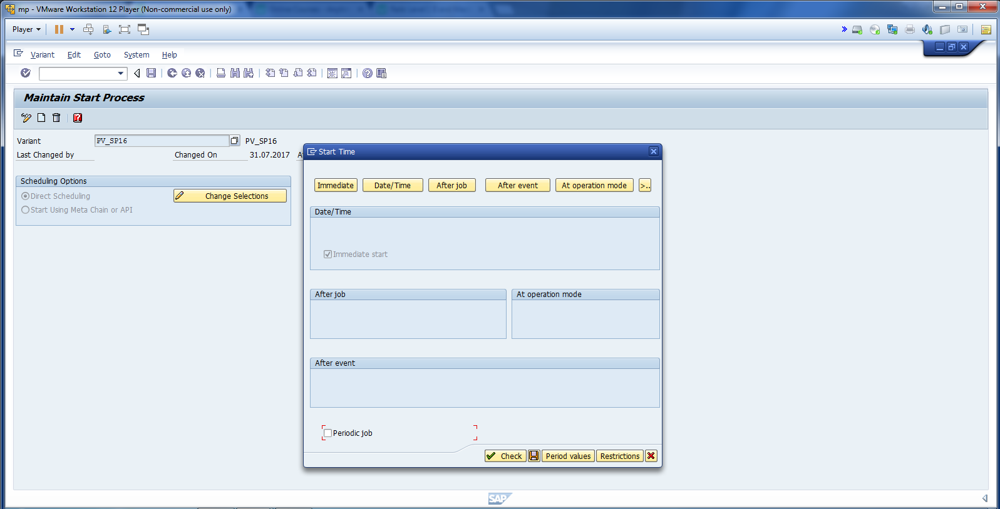 mp - VMware Workstation 12 Player (Non-commercial use only)
Player
Variant Edit Goto System Help
Maintain Start Process
Variant PV_SP16 PV_SP16
Last Changed by Changed On 31.07.2017
Scheduling Options
Direct Scheduling Change Selections
Start Using Meta Chain or API
Start Time
Immediate Date/Time After job After event At operation mode >..
Date/Time
Immediate start
After job At operation mode
After event
Periodic job
Check Period values Restrictions
SAP